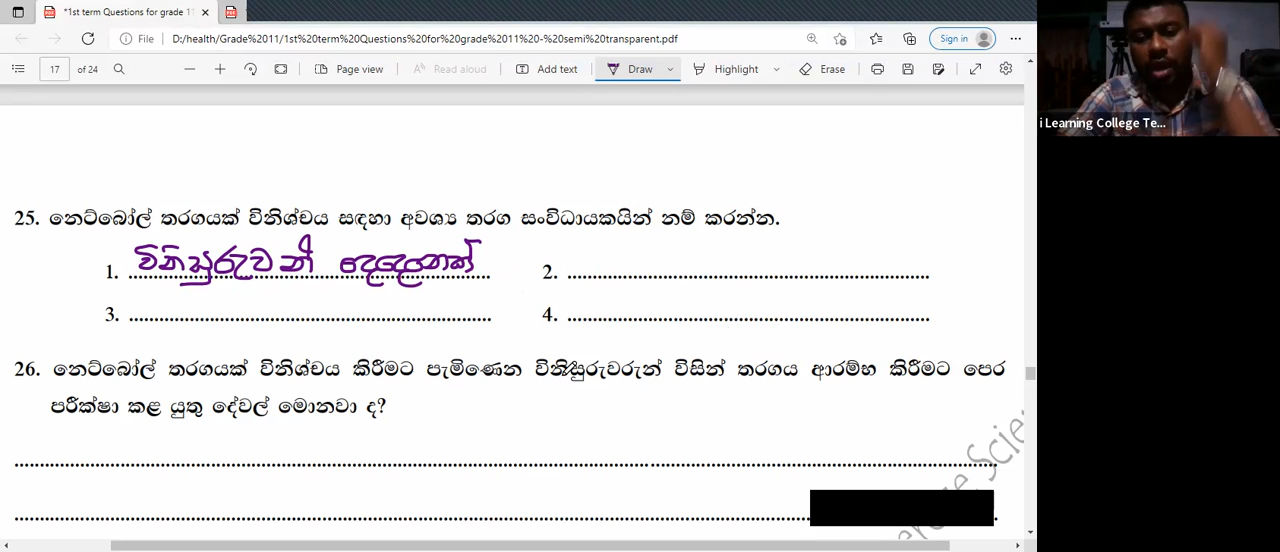 *1st term Questions for grade 11
File D:/health/Grade%2011/1st%20term%20Questions%20for%20grade%2011%20-%20semi%20transparent.pdf Sign in
17 of 24 Page view Read aloud Add text Draw Highlight Erase
i Learning College Te...
25. නෙට්බෝල් තරගයක් විනිශ්චය සඳහා අවශ්‍ය තරග සංවිධායකයින් නම් කරන්න.
1. විනිසුරුවන් දෙදෙනෙක් 2.
3. 4.
26. නෙට්බෝල් තරගයක් විනිශ්චය කිරීමට පැමිණෙන විනිසුරුවරුන් විසින් තරගය ආරම්භ කිරීමට පෙර
පරීක්ෂා කළ යුතු දේවල් මොනවා ද?